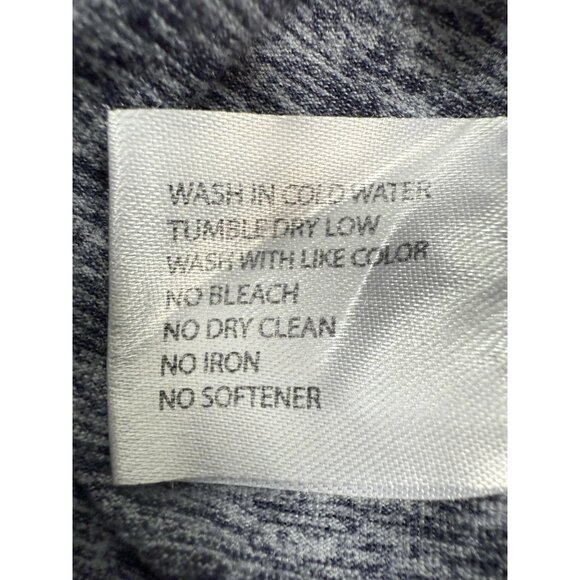 WASH IN COLD WATER
TUMBLE DRY LOW
WASH WITH LIKE COLOR
NO BLEACH
NO DRY CLEAN
NO IRON
NO SOFTENER